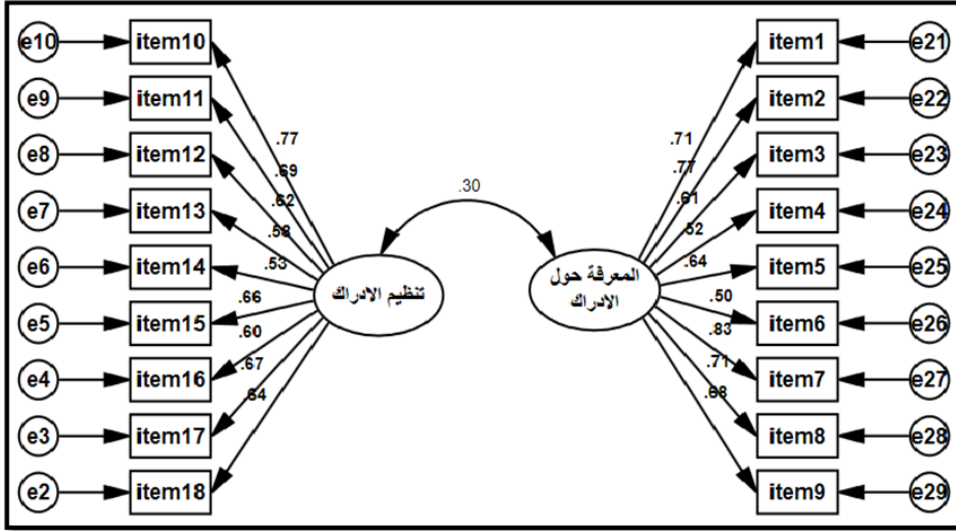 e10 item10 item1 e21
e9 item11 item2 e22
e8 item12 item3 e23
e7 item13 item4 e24
e6 item14 item5 e25
e5 item15 item6 e26
e4 item16 item7 e27
e3 item17 item8 e28
e2 item18 item9 e29
.77
.69
.62
.58
.53
.66
.60
.67
.64
تنظيم الادراك
.30
المعرفة حول
الادراك
.71
.77
.61
.52
.64
.50
.83
.71
.68